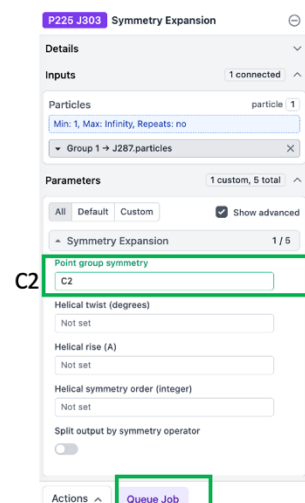 P225 J303 Symmetry Expansion
Details
Inputs 1 connected
Particles particle 1
Min: 1, Max: Infinity, Repeats: no
Group 1 → J287.particles
Parameters 1 custom, 5 total
All Default Custom Show advanced
Symmetry Expansion 1 / 5
Point group symmetry
C2 C2
Helical twist (degrees)
Not set
Helical rise (A)
Not set
Helical symmetry order (integer)
Not set
Split output by symmetry operator
Actions Queue Job